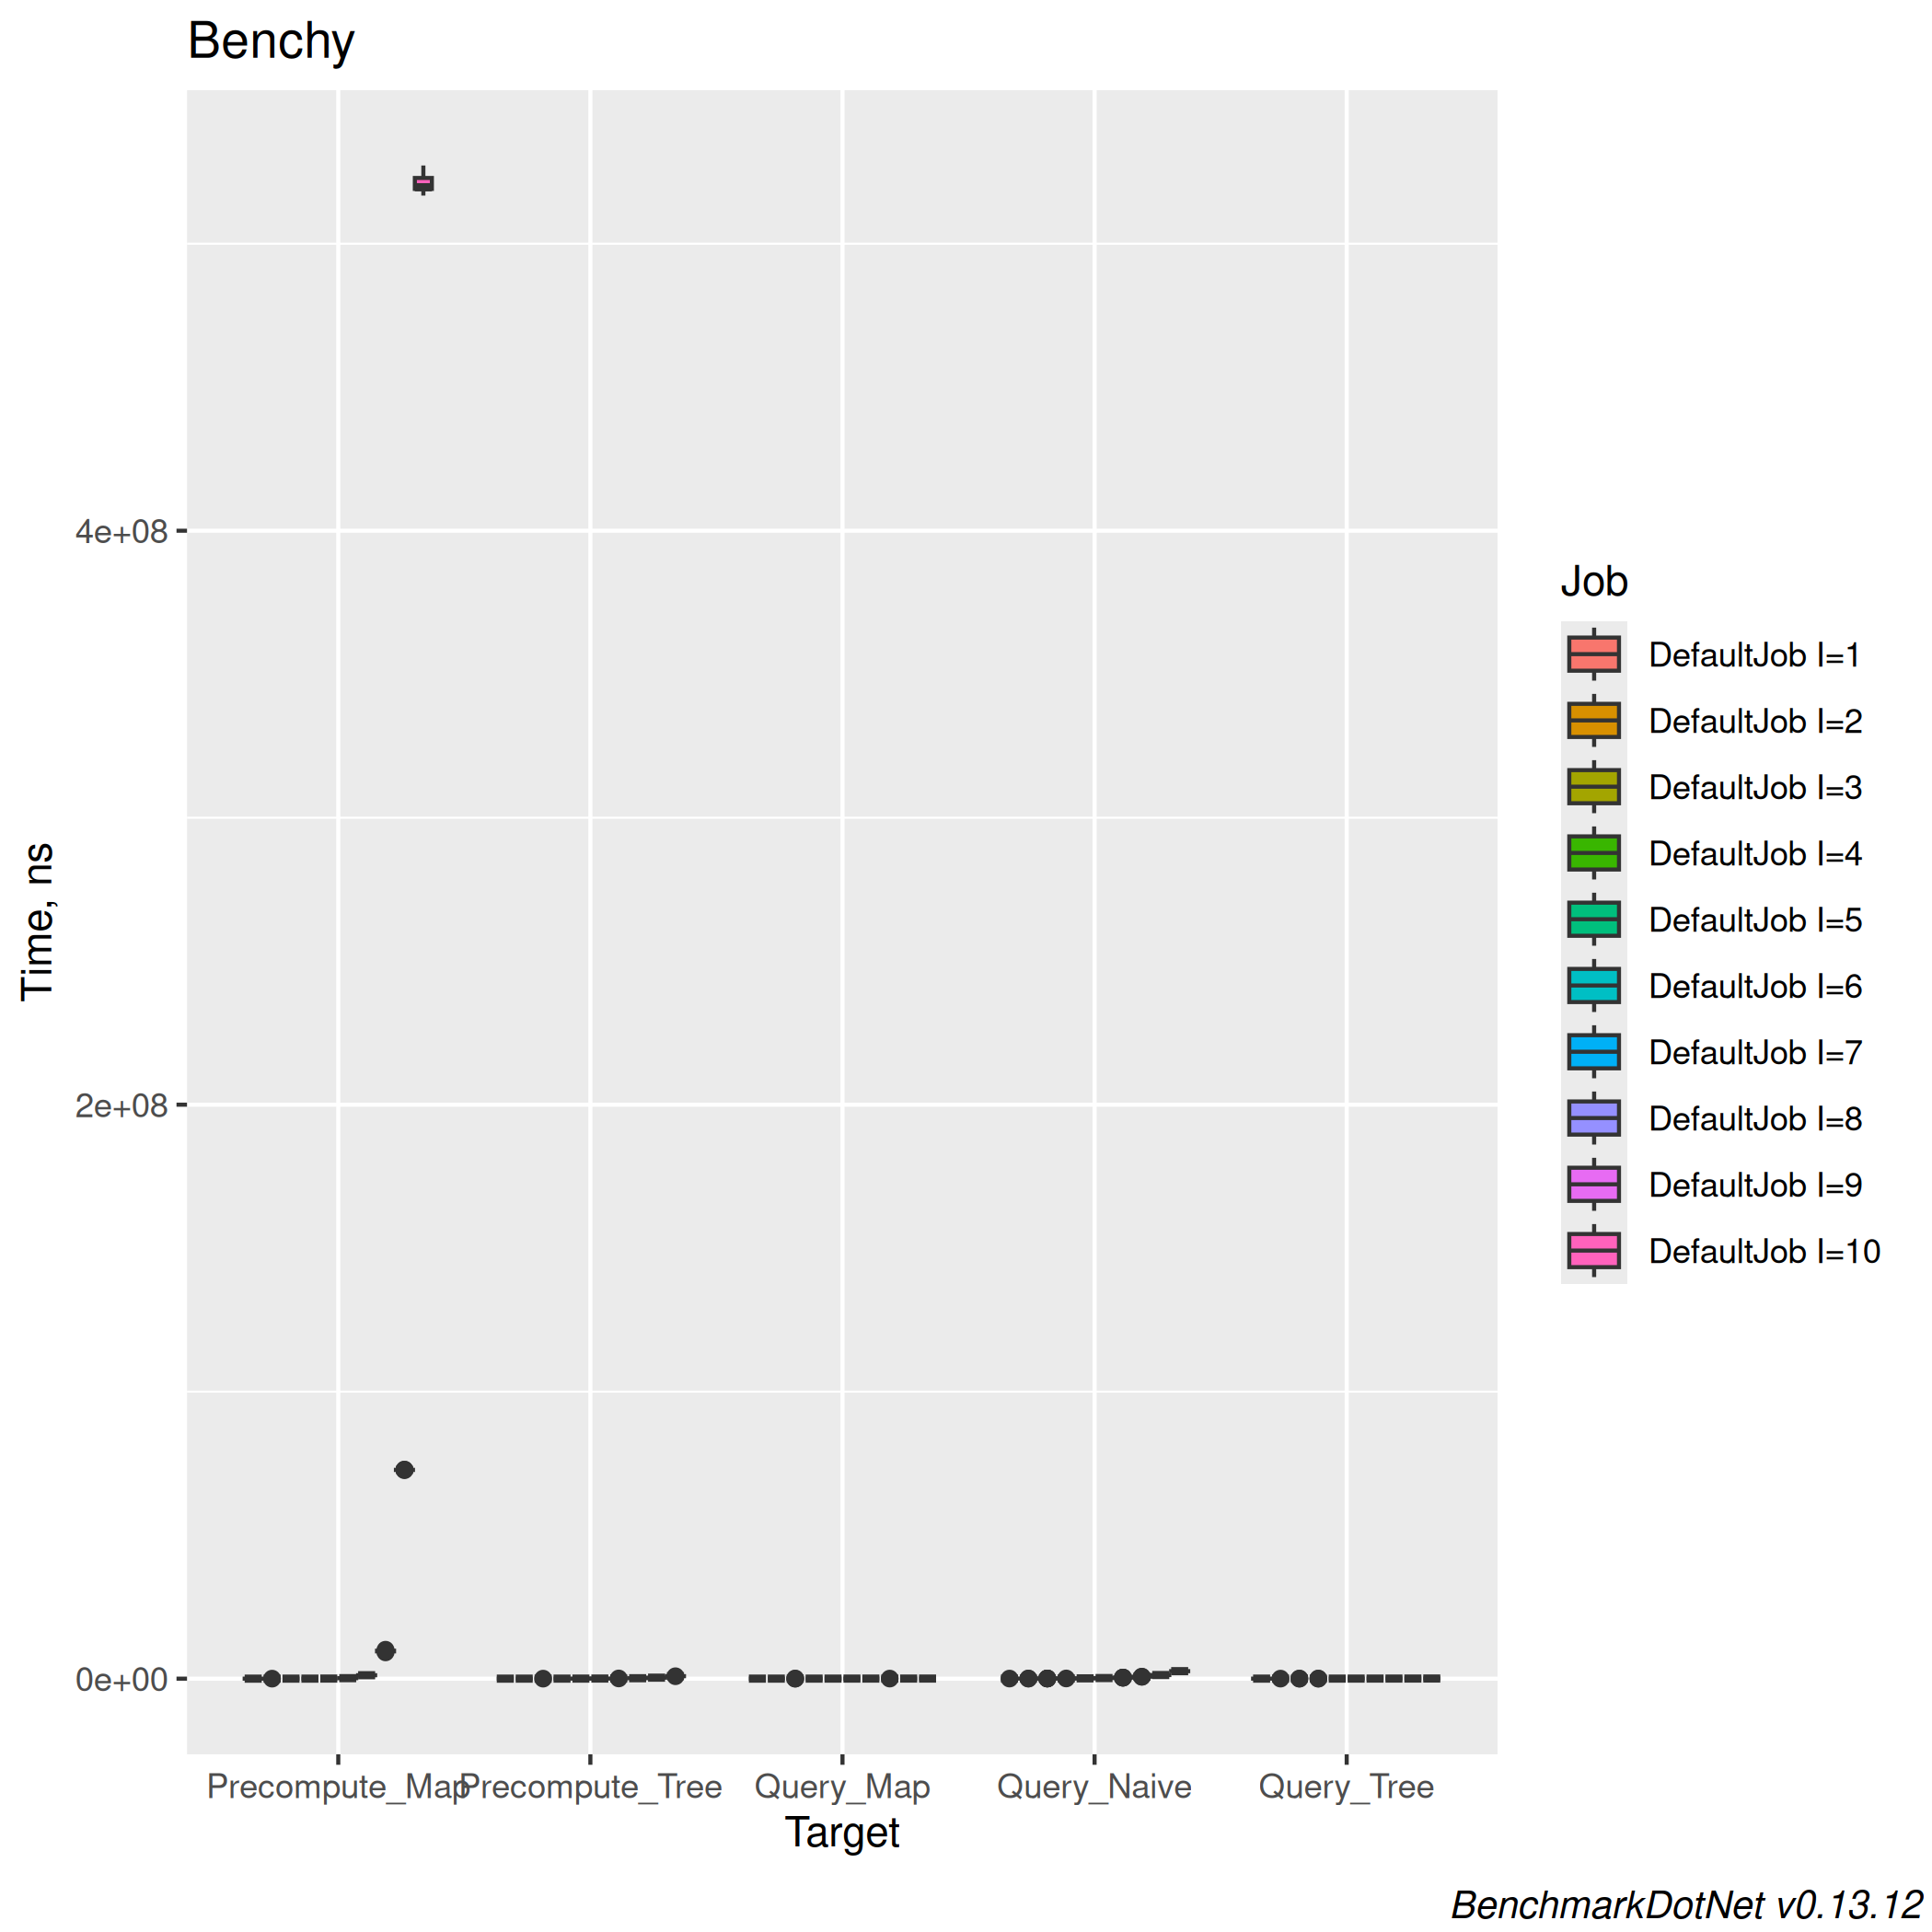 Benchy
Time, ns
4e+08
2e+08
0e+00
Precompute_Map
Precompute_Tree
Query_Map
Query_Naive
Query_Tree
Target
Job
DefaultJob I=1
DefaultJob I=2
DefaultJob I=3
DefaultJob I=4
DefaultJob I=5
DefaultJob I=6
DefaultJob I=7
DefaultJob I=8
DefaultJob I=9
DefaultJob I=10
BenchmarkDotNet v0.13.12